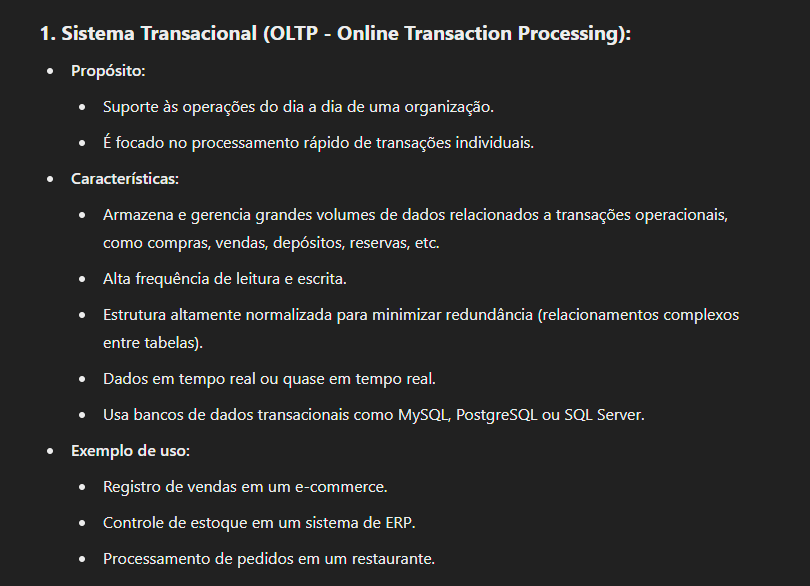 1. Sistema Transacional (OLTP - Online Transaction Processing):
• Propósito:
• Suporte às operações do dia a dia de uma organização.
• É focado no processamento rápido de transações individuais.
• Características:
• Armazena e gerencia grandes volumes de dados relacionados a transações operacionais,
como compras, vendas, depósitos, reservas, etc.
• Alta frequência de leitura e escrita.
• Estrutura altamente normalizada para minimizar redundância (relacionamentos complexos
entre tabelas).
• Dados em tempo real ou quase em tempo real.
• Usa bancos de dados transacionais como MySQL, PostgreSQL ou SQL Server.
• Exemplo de uso:
• Registro de vendas em um e-commerce.
• Controle de estoque em um sistema de ERP.
• Processamento de pedidos em um restaurante.